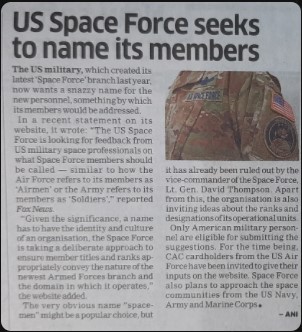 US Space Force seeks
to name its members
The US military, which created its
latest 'Space Force' branch last year,
now wants a snazzy name for the
new personnel, something by which
its members would be addressed.
In a recent statement on its
website, it wrote: "The US Space
Force is looking for feedback from
US military space professionals on
what Space Force members should
be called — similar to how the
Air Force refers to its members as
'Airmen' or the Army refers to its
members as 'Soldiers'," reported
Fox News.
"Given the significance, a name
has to have the identity and culture
of an organisation, the Space Force
is taking a deliberate approach to
ensure member titles and ranks ap-
propriately convey the nature of the
newest Armed Forces branch and
the domain in which it operates,"
the website added.
The very obvious name "space-
men" might be a popular choice, but
it has already been ruled out by the
vice-commander of the Space Force,
Lt. Gen. David Thompson. Apart
from this, the organisation is also
inviting ideas about the ranks and
designations of its operational units.
Only American military person-
nel are eligible for submitting the
suggestions. For the time being,
CAC cardholders from the US Air
Force have been invited to give their
inputs on the website. Space Force
also plans to approach the space
communities from the US Navy,
Army and Marine Corps
– ANI